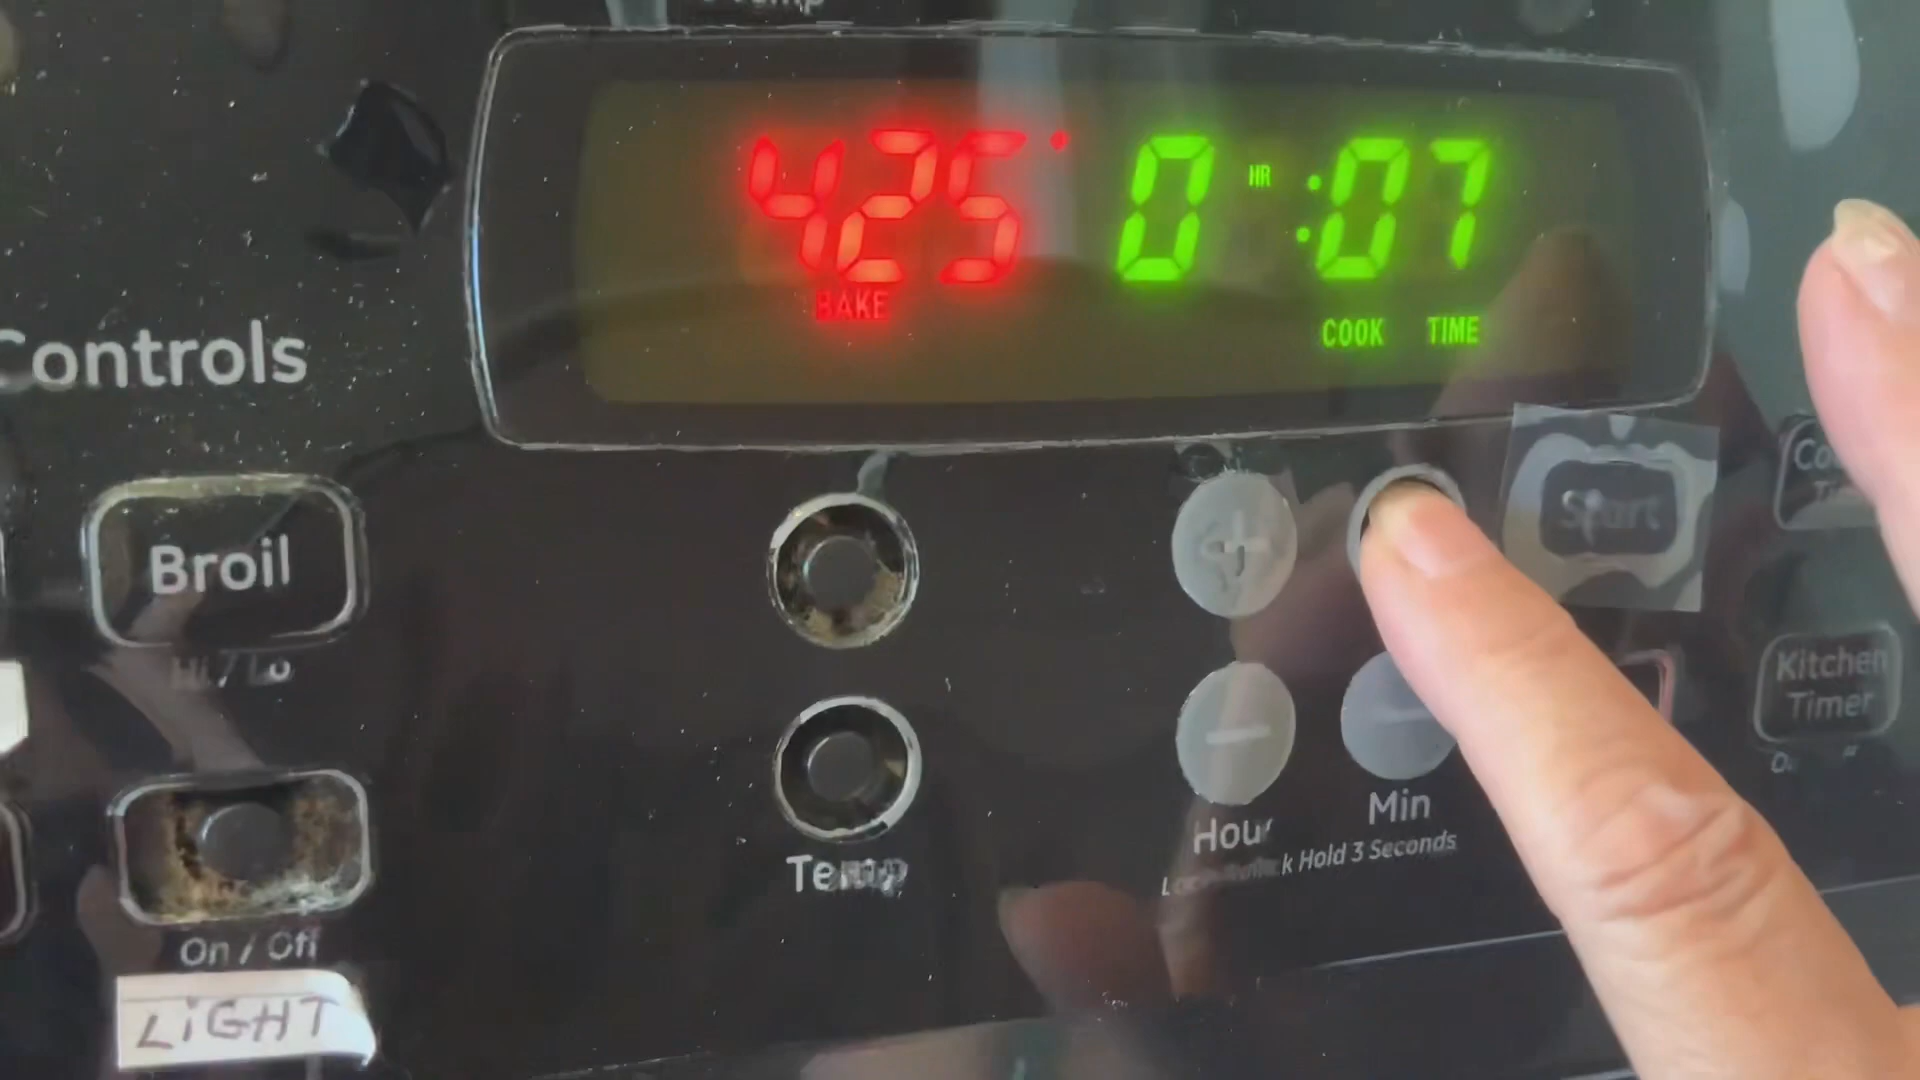 Controls
425°
BAKE
0 HR :07
COOK TIME
Broil
Hi / Lo
+
Start
Kitchen
Timer
Temp
Hour
Min
k Hold 3 Seconds
On / Off
LiGHT